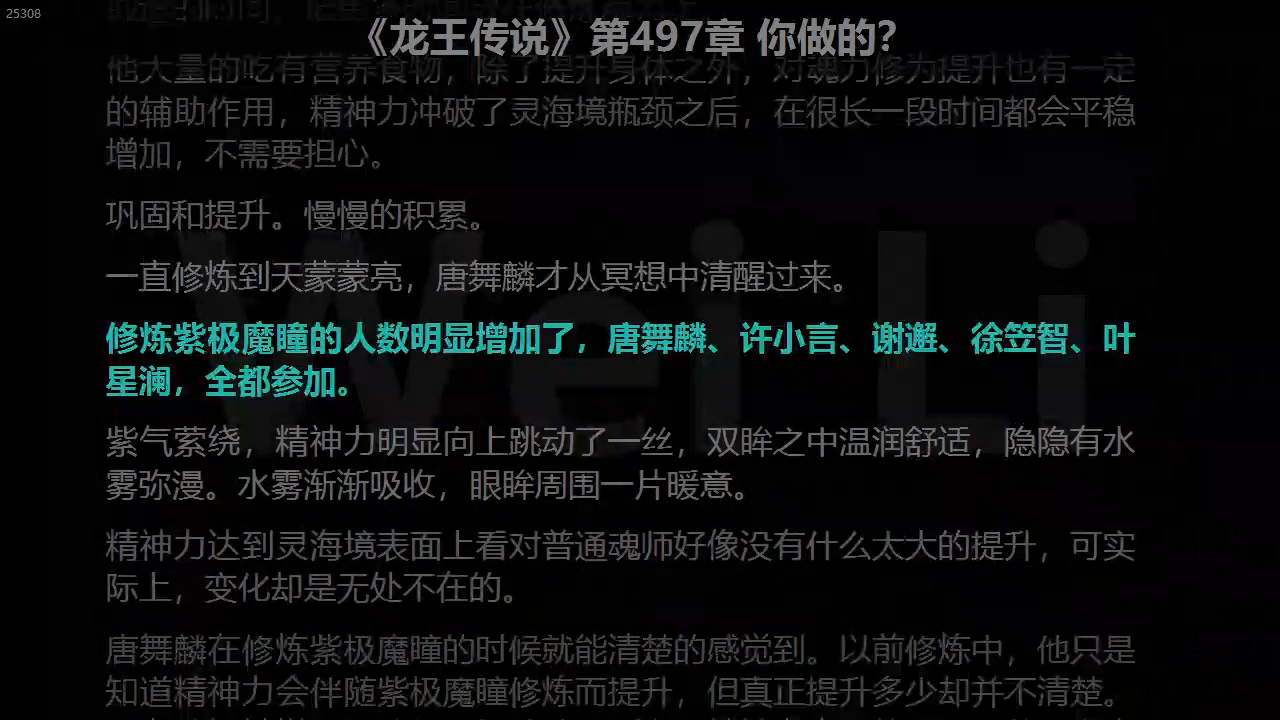 25308
《龙王传说》第497章 你做的？
他大量的吃有营养食物，除了提升身体之外，对魂力修为提升也有一定
的辅助作用，精神力冲破了灵海境瓶颈之后，在很长一段时间都会平稳
增加，不需要担心。
巩固和提升。慢慢的积累。
一直修炼到天蒙蒙亮，唐舞麟才从冥想中清醒过来。
修炼紫极魔瞳的人数明显增加了，唐舞麟、许小言、谢邂、徐笠智、叶
星澜，全都参加。
紫气萦绕，精神力明显向上跳动了一丝，双眸之中温润舒适，隐隐有水
雾弥漫。水雾渐渐吸收，眼眸周围一片暖意。
精神力达到灵海境表面上看对普通魂师好像没有什么太大的提升，可实
际上，变化却是无处不在的。
唐舞麟在修炼紫极魔瞳的时候就能清楚的感觉到。以前修炼中，他只是
知道精神力会伴随紫极魔瞳修炼而提升，但真正提升多少却并不清楚。
Wei Li